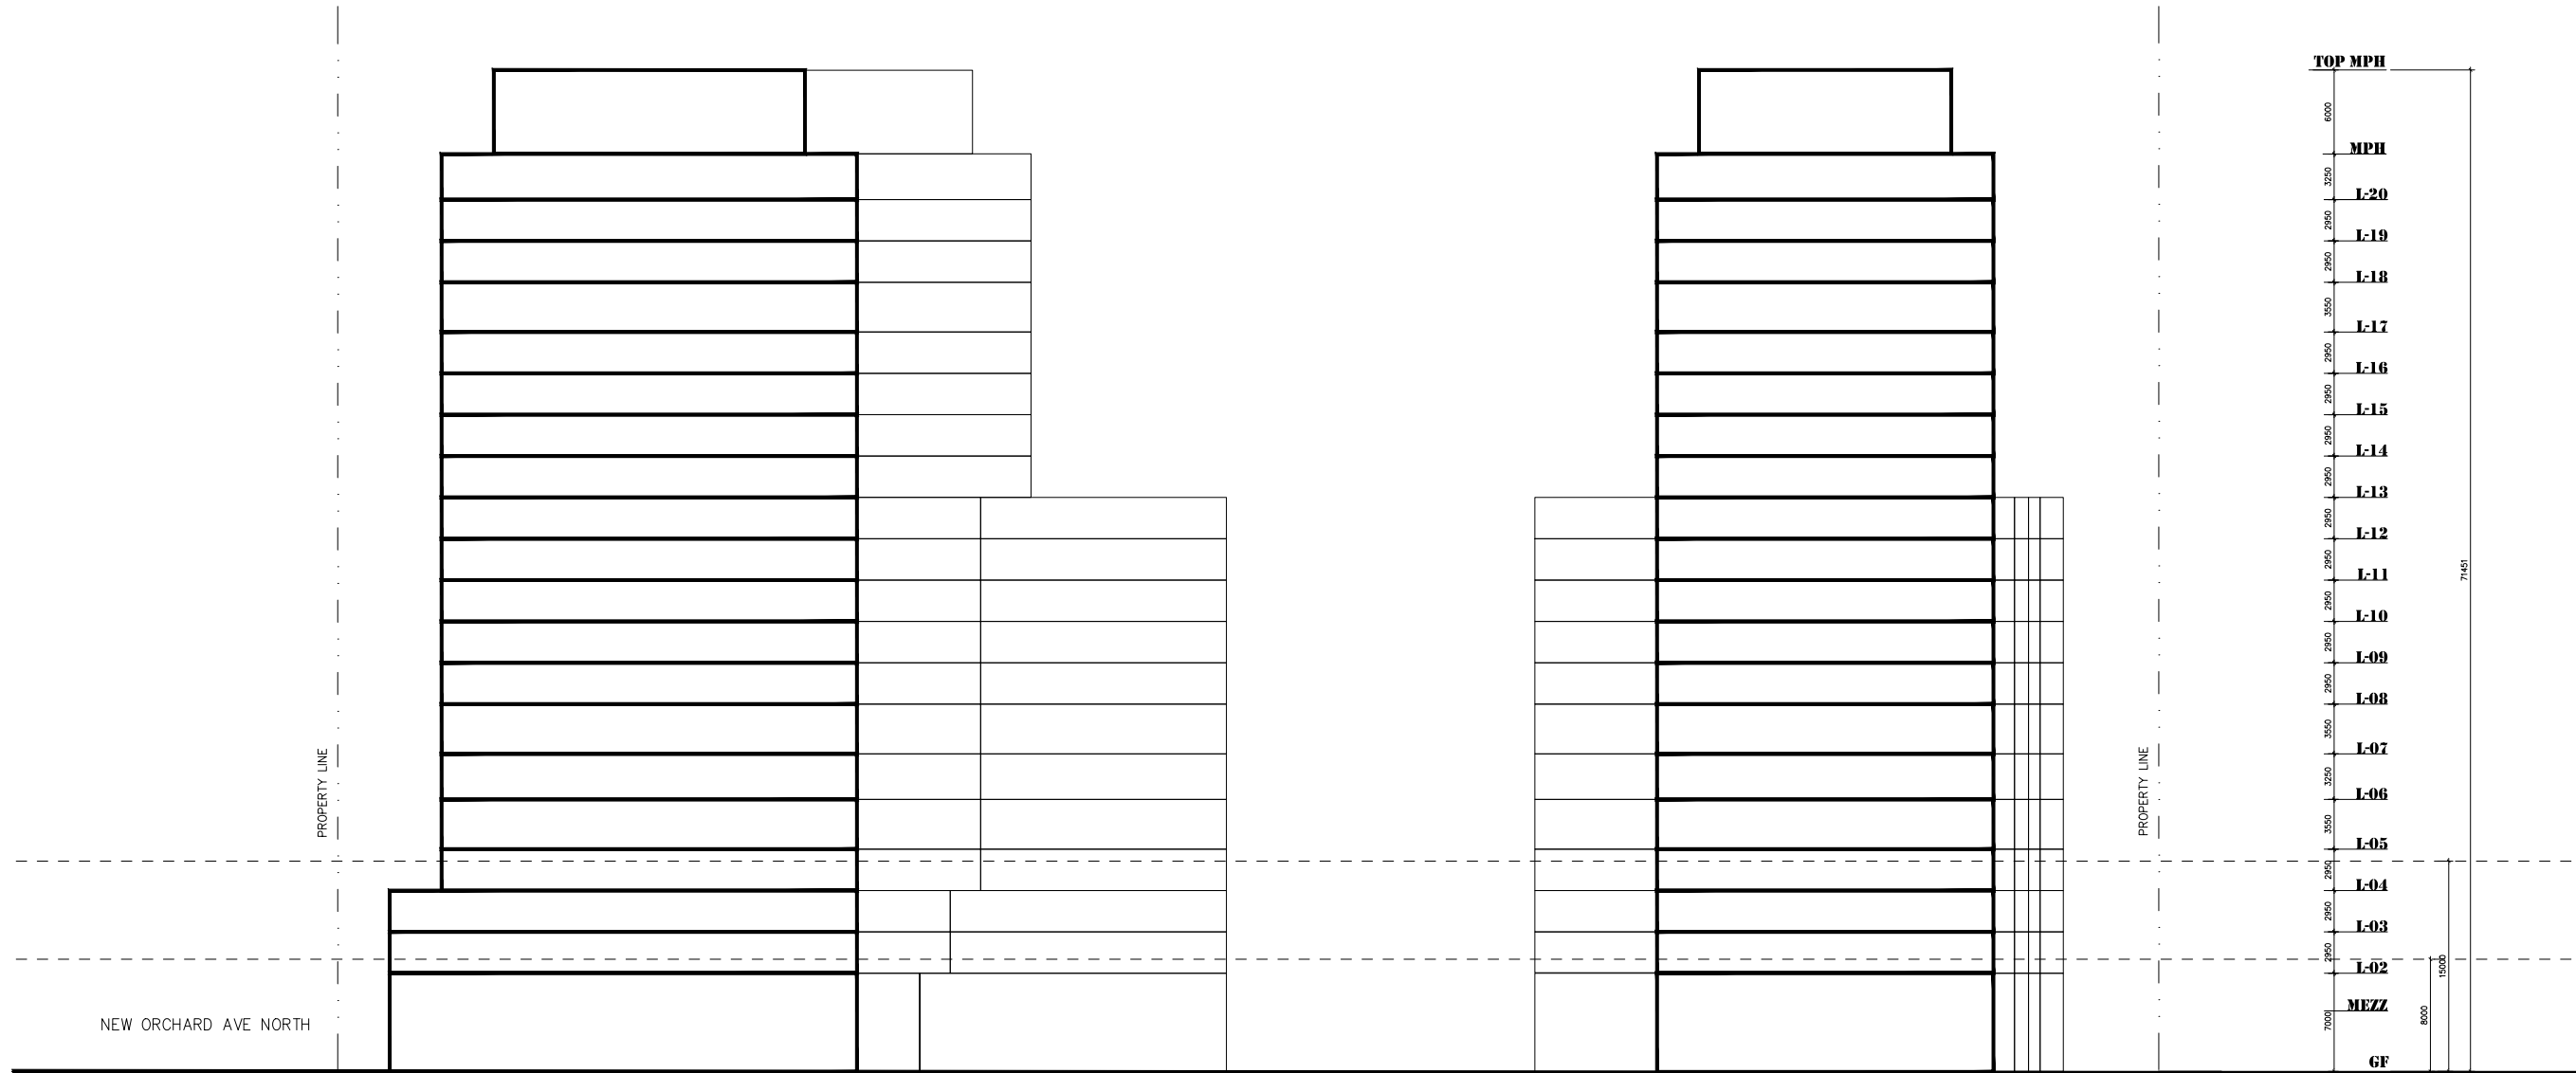 TOP MPH
6000
MPH
3250
L-20
2950
L-19
2950
L-18
3550
L-17
2950
L-16
2950
L-15
2950
L-14
2950
L-13
2950
L-12
2950
L-11
2950
L-10
2950
L-09
2950
L-08
3550
L-07
3250
L-06
3550
L-05
2950
L-04
2950
L-03
2950
L-02
MEZZ
7000
GF
8000
15000
71451
PROPERTY LINE
PROPERTY LINE
NEW ORCHARD AVE NORTH